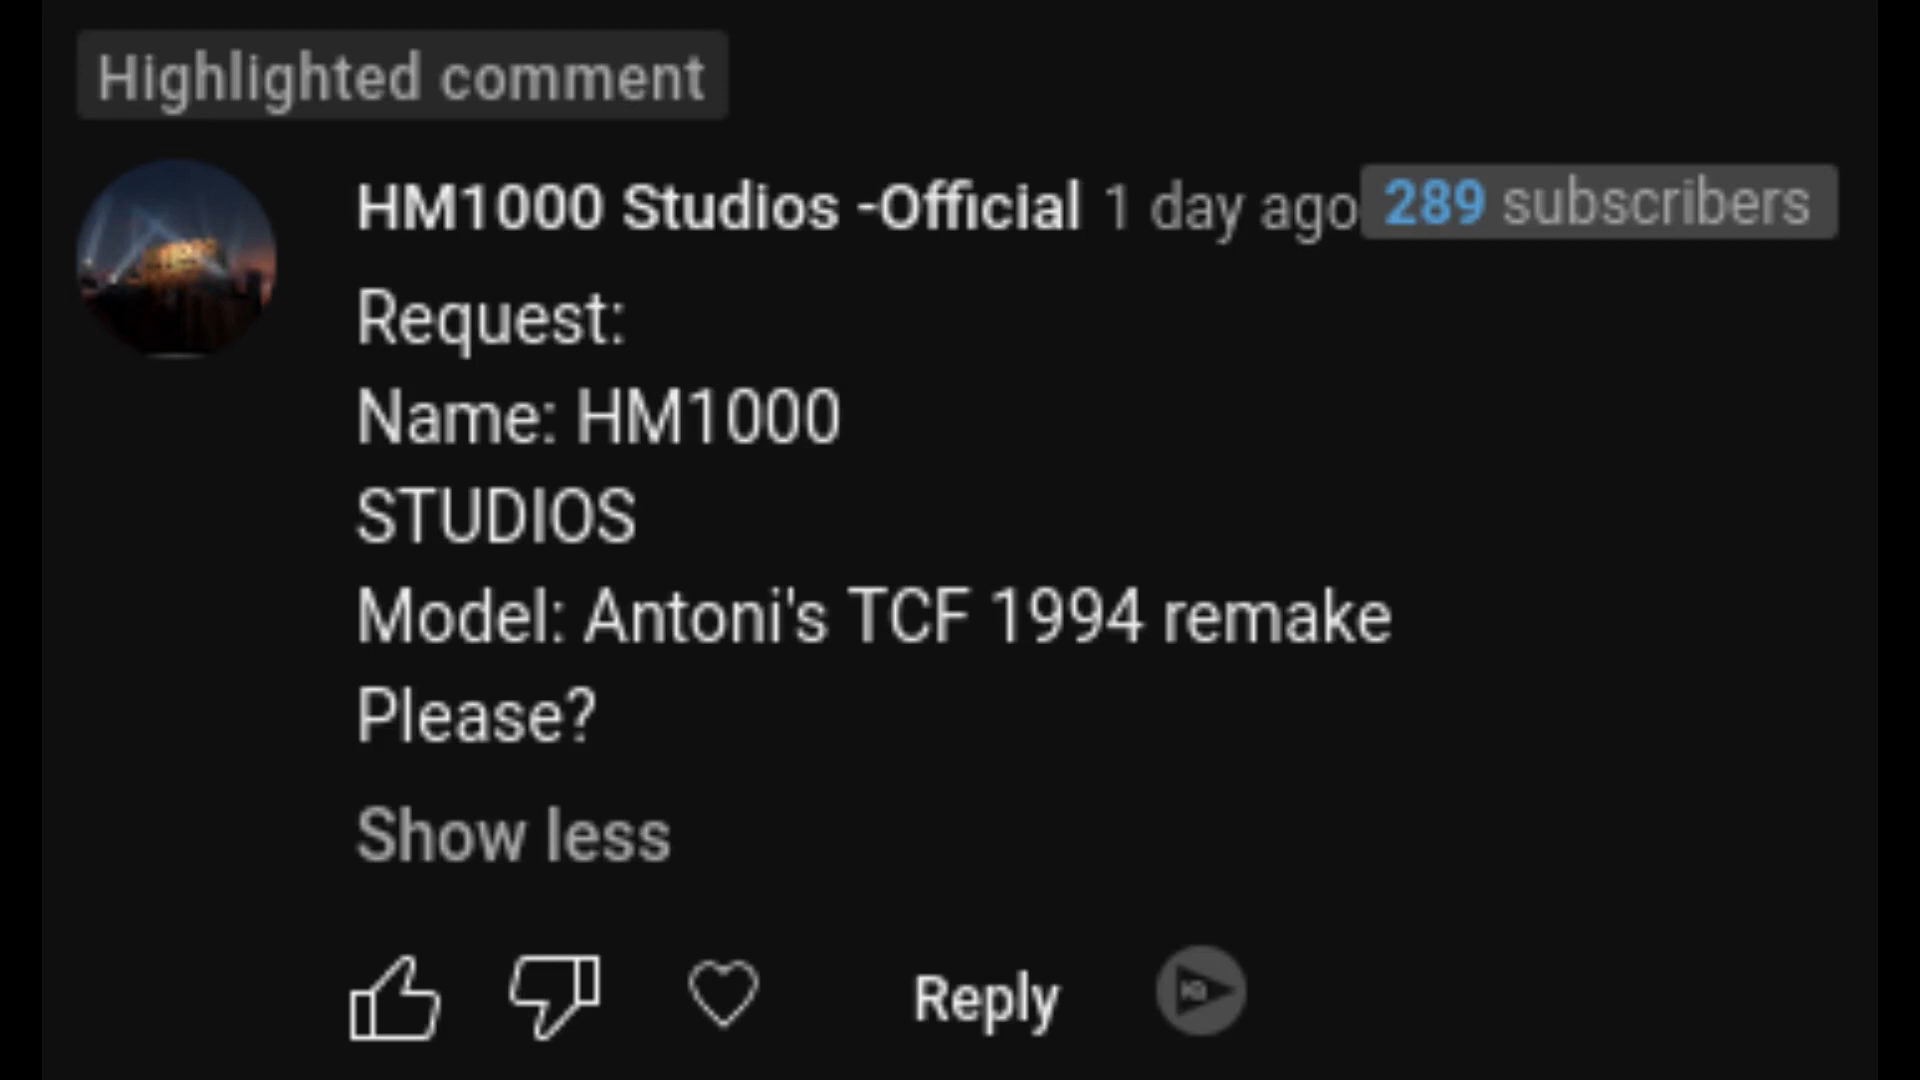 Highlighted comment
HM1000 Studios -Official 1 day ago 289 subscribers
Request:
Name: HM1000
STUDIOS
Model: Antoni's TCF 1994 remake
Please?
Show less
Reply